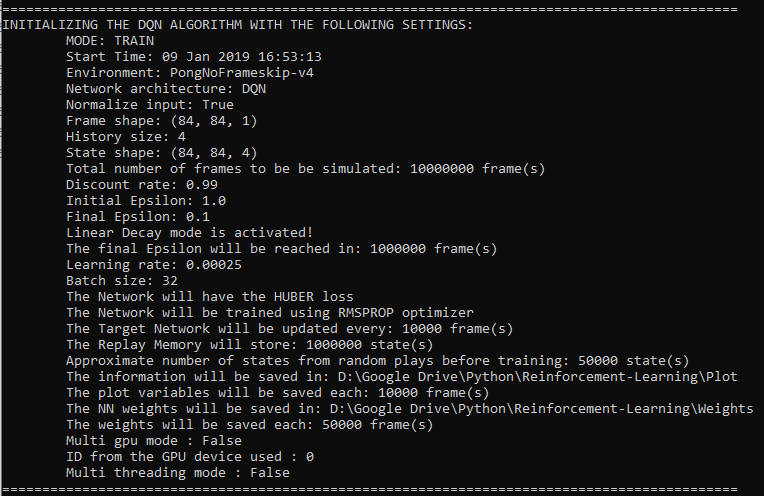 ================================================================================
INITIALIZING THE DQN ALGORITHM WITH THE FOLLOWING SETTINGS:
MODE: TRAIN
Start Time: 09 Jan 2019 16:53:13
Environment: PongNoFrameskip-v4
Network architecture: DQN
Normalize input: True
Frame shape: (84, 84, 1)
History size: 4
State shape: (84, 84, 4)
Total number of frames to be be simulated: 10000000 frame(s)
Discount rate: 0.99
Initial Epsilon: 1.0
Final Epsilon: 0.1
Linear Decay mode is activated!
The final Epsilon will be reached in: 1000000 frame(s)
Learning rate: 0.00025
Batch size: 32
The Network will have the HUBER loss
The Network will be trained using RMSPROP optimizer
The Target Network will be updated every: 10000 frame(s)
The Replay Memory will store: 1000000 state(s)
Approximate number of states from random plays before training: 50000 state(s)
The information will be saved in: D:\Google Drive\Python\Reinforcement-Learning\Plot
The plot variables will be saved each: 10000 frame(s)
The NN weights will be saved in: D:\Google Drive\Python\Reinforcement-Learning\Weights
The weights will be saved each: 50000 frame(s)
Multi gpu mode : False
ID from the GPU device used : 0
Multi threading mode : False
================================================================================